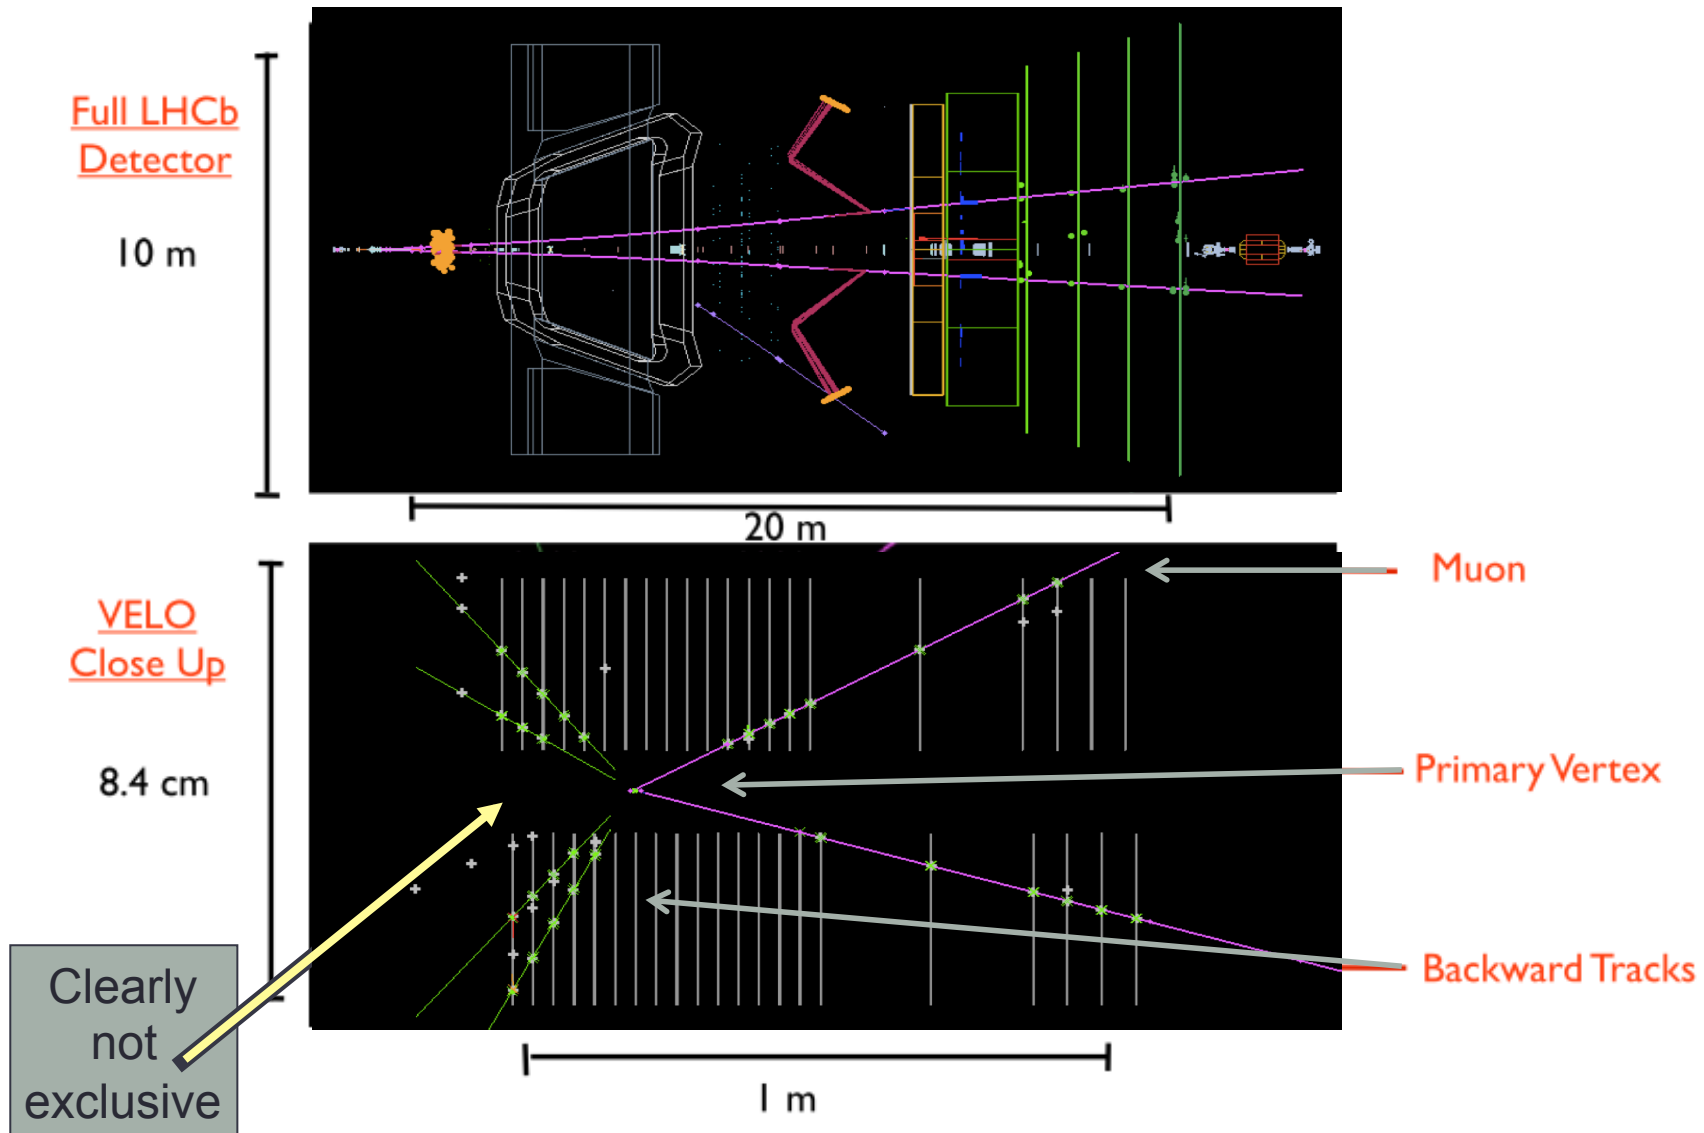 Full LHCb
Detector
10 m
20 m
VELO
Close Up
8.4 cm
Muon
Primary Vertex
Backward Tracks
Clearly
not
exclusive
1 m